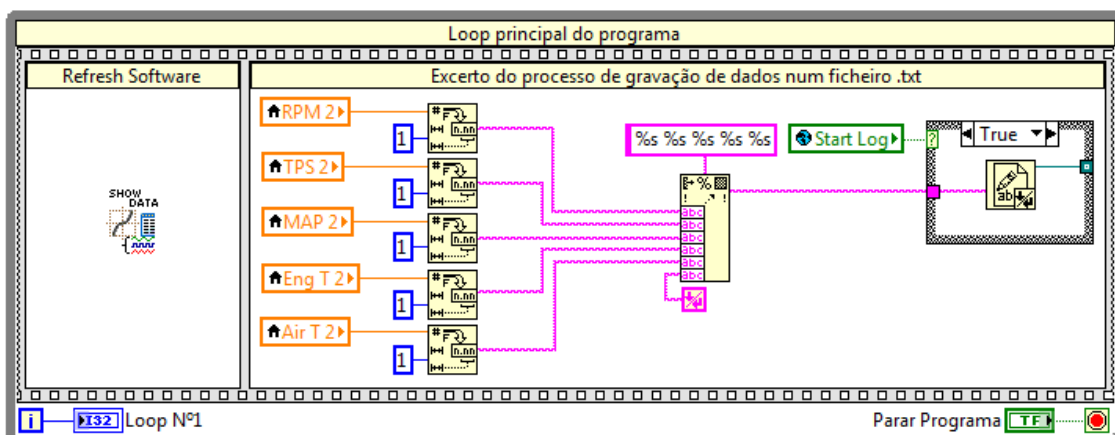 Loop principal do programa
Refresh Software
Excerto do processo de gravação de dados num ficheiro .txt
SHOW
DATA
RPM 2
1
TPS 2
1
MAP 2
1
Eng T 2
1
Air T 2
1
%s %s %s %s %s
Start Log
True
i
I32
Loop Nº1
Parar Programa
TF